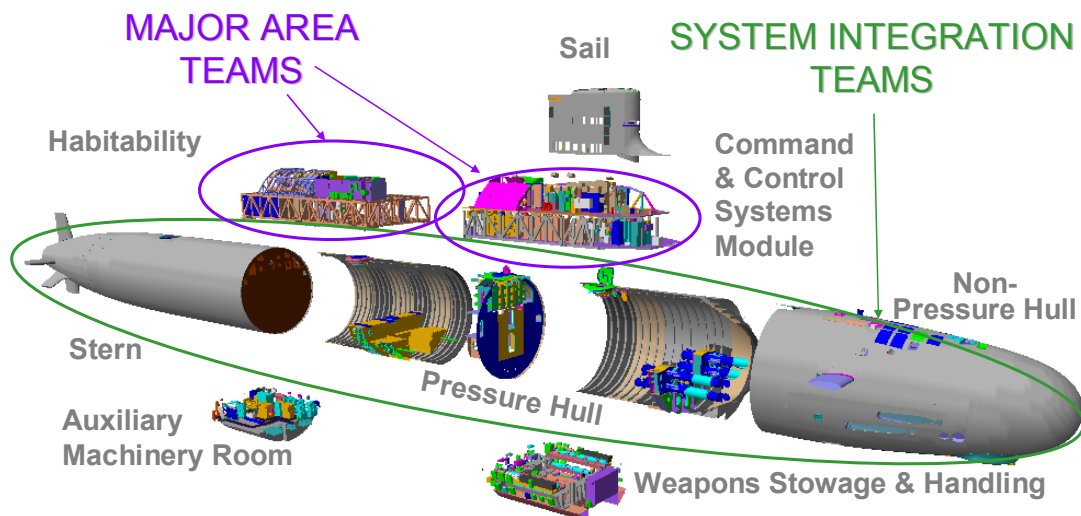 MAJOR AREA
TEAMS
SYSTEM INTEGRATION
TEAMS
Sail
Habitability
Command
& Control
Systems
Module
Non-
Pressure Hull
Stern
Pressure Hull
Auxiliary
Machinery Room
Weapons Stowage & Handling